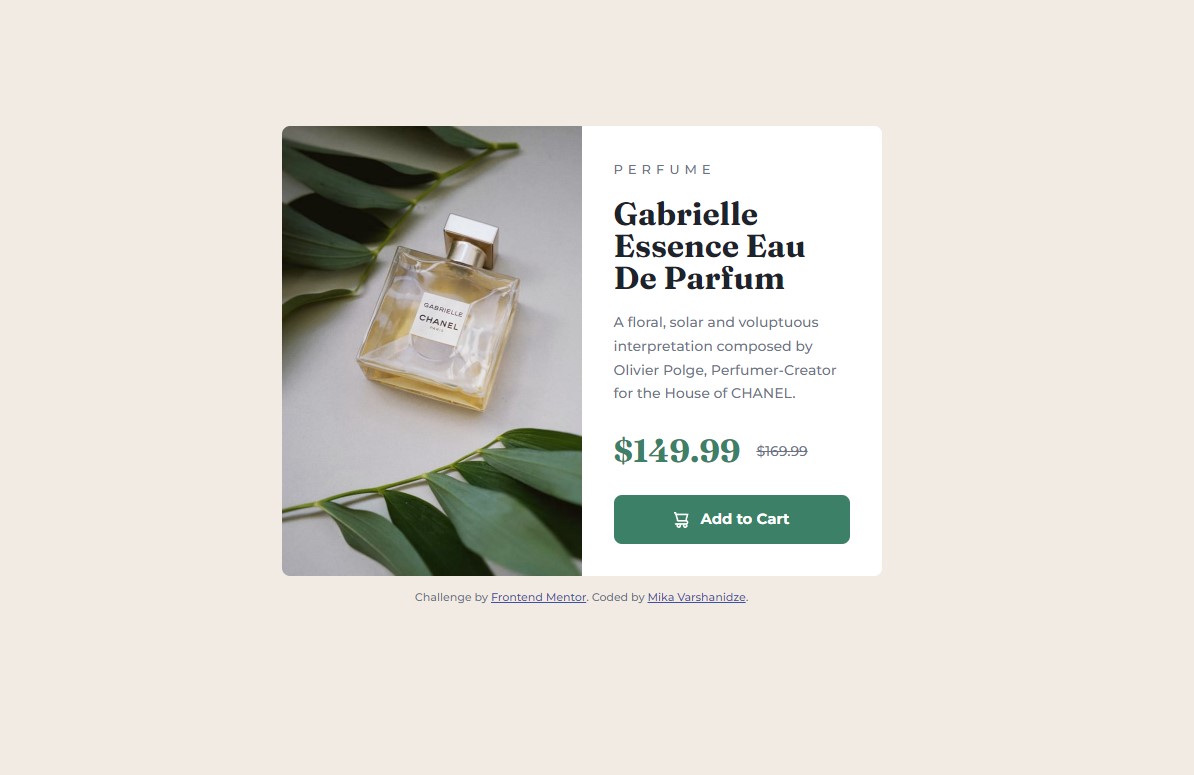 GABRIELLE
CHANEL
PARIS
PERFUME
Gabrielle
Essence Eau
De Parfum
A floral, solar and voluptuous
interpretation composed by
Olivier Polge, Perfumer-Creator
for the House of CHANEL.
$149.99 $169.99
Add to Cart
Challenge by Frontend Mentor. Coded by Mika Varshanidze.